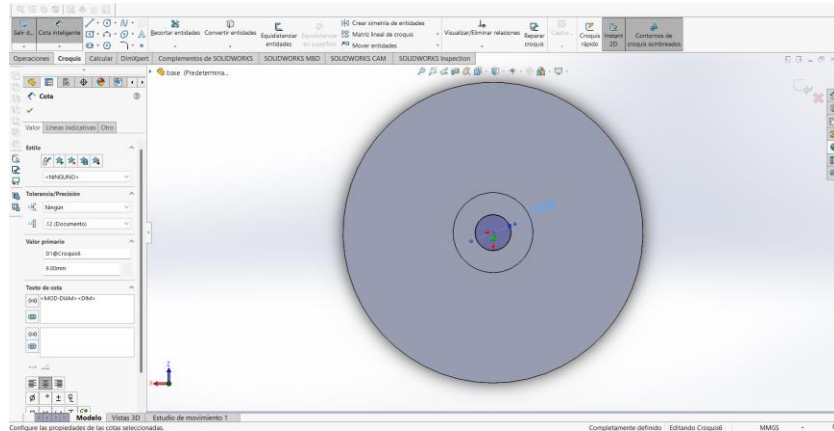 Salir d... Cota inteligente
Recortar entidades Convertir entidades Equidistanciar entidades Equidistanciar en superficie
Crear simetría de entidades
Matriz lineal de croquis
Mover entidades
Visualizar/Eliminar relaciones Reparar croquis Captur... Croquis rápido Instant 2D Contornos de croquis sombreados
Operaciones Croquis Calcular DimXpert Complementos de SOLIDWORKS SOLIDWORKS MBD SOLIDWORKS CAM SOLIDWORKS Inspection
base (Predetermina...
Cota
Valor Líneas indicativas Otro
Estilo
<NINGUNO>
Tolerancia/Precisión
Ningún
.12 (Documento)
Valor primario
D1@Croquis6
9.00mm
Texto de cota
<MOD-DIAM><DIM>
Z
X
Modelo Vistas 3D Estudio de movimiento 1
Configure las propiedades de las cotas seleccionadas.
Completamente definido Editando Croquis6 MMGS